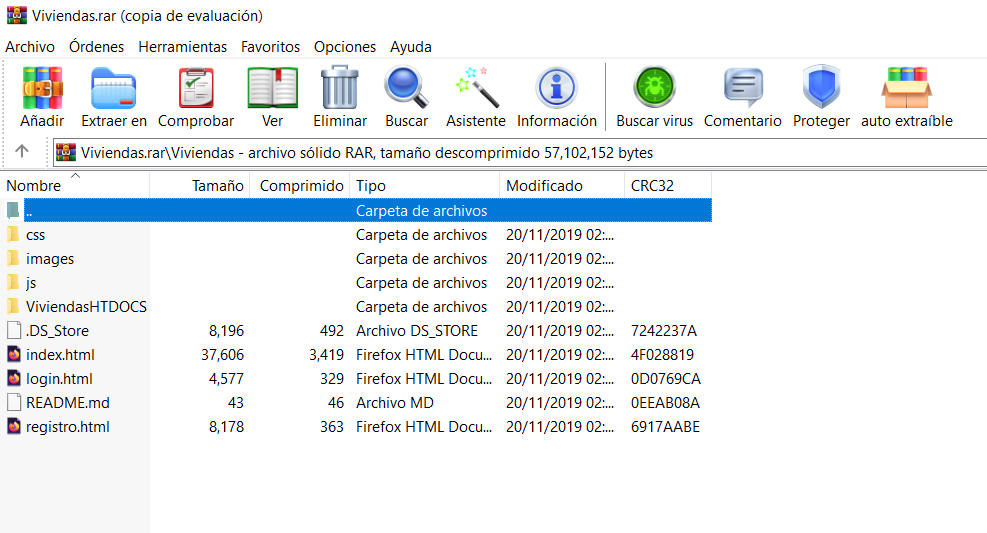 Viviendas.rar (copia de evaluación)
Archivo Órdenes Herramientas Favoritos Opciones Ayuda
Añadir Extraer en Comprobar Ver Eliminar Buscar Asistente Información Buscar virus Comentario Proteger auto extraíble
Viviendas.rar\Viviendas - archivo sólido RAR, tamaño descomprimido 57,102,152 bytes
Nombre Tamaño Comprimido Tipo Modificado CRC32
.. Carpeta de archivos
css Carpeta de archivos 20/11/2019 02:...
images Carpeta de archivos 20/11/2019 02:...
js Carpeta de archivos 20/11/2019 02:...
ViviendasHTDOCS Carpeta de archivos 20/11/2019 02:...
.DS_Store 8,196 492 Archivo DS_STORE 20/11/2019 02:... 7242237A
index.html 37,606 3,419 Firefox HTML Docu... 20/11/2019 02:... 4F028819
login.html 4,577 329 Firefox HTML Docu... 20/11/2019 02:... 0D0769CA
README.md 43 46 Archivo MD 20/11/2019 02:... 0EEAB08A
registro.html 8,178 363 Firefox HTML Docu... 20/11/2019 02:... 6917AABE